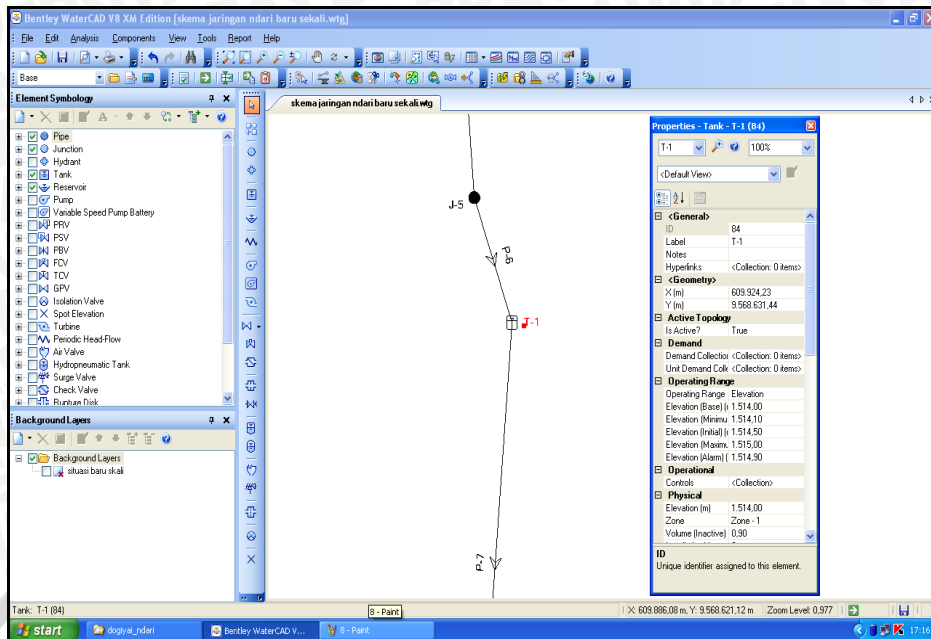 Bentley WaterCAD V8 XM Edition [skema jaringan ndari baru sekali.wtg]
File Edit Analysis Components View Tools Report Help
Base
Element Symbology
Pipe
Junction
Hydrant
Tank
Reservoir
Pump
Variable Speed Pump Battery
PRV
PSV
PBV
FCV
TCV
GPV
Isolation Valve
Spot Elevation
Turbine
Periodic Head-Flow
Air Valve
Hydropneumatic Tank
Surge Valve
Check Valve
Rupture Disk
Background Layers
Background Layers
situasi baru skali
skema jaringan ndari baru sekali.wtg
J-5
P-6
T-1
P-7
Properties - Tank - T-1 (84)
T-1 100%
<Default View>
<General>
ID 84
Label T-1
Notes
Hyperlinks <Collection: 0 items>
<Geometry>
X (m) 609.924,23
Y (m) 9.568.631,44
Active Topology
Is Active? True
Demand
Demand Collection <Collection: 0 items>
Unit Demand Coll <Collection: 0 items>
Operating Range
Operating Range Elevation
Elevation (Base) ( 1.514,00
Elevation (Minimu 1.514,10
Elevation (Initial) ( 1.514,50
Elevation (Maximu 1.515,00
Elevation (Alarm) ( 1.514,90
Operational
Controls <Collection>
Physical
Elevation (m) 1.514,00
Zone Zone - 1
Volume (Inactive) 0,90
ID
Unique identifier assigned to this element.
Tank: T-1 (84)
8 - Paint
X: 609.886,08 m, Y: 9.568.621,12 m Zoom Level: 0,977
start dogiyai_ndari Bentley WaterCAD V... 8 - Paint 17:16